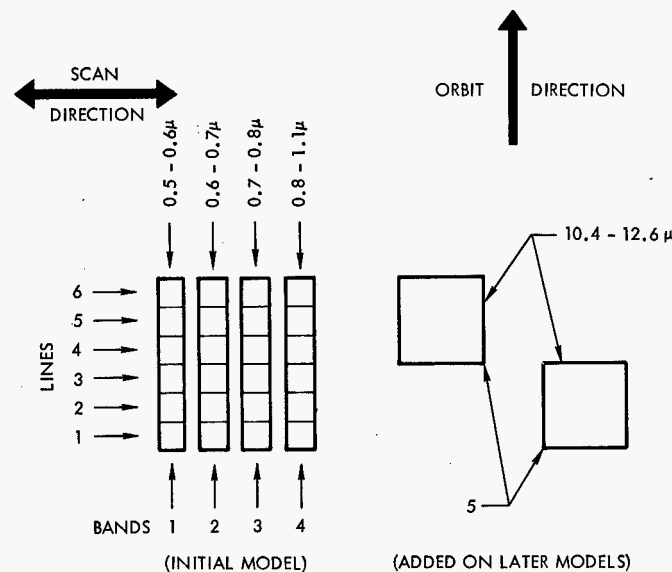 SCAN
DIRECTION
ORBIT DIRECTION
0.5 - 0.6μ
0.6 - 0.7μ
0.7 - 0.8μ
0.8 - 1.1μ
10.4 - 12.6 μ
LINES
6
5
4
3
2
1
5
BANDS 1 2 3 4
(INITIAL MODEL) (ADDED ON LATER MODELS)